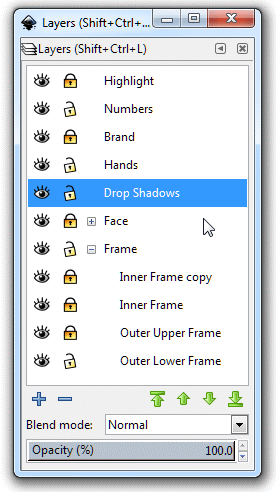 Layers (Shift+Ctrl+...
Layers (Shift+Ctrl+L)
Highlight
Numbers
Brand
Hands
Drop Shadows
Face
Frame
Inner Frame copy
Inner Frame
Outer Upper Frame
Outer Lower Frame
Blend mode: Normal
Opacity (%) 100.0